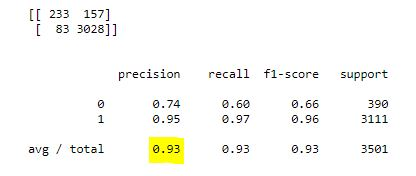 [[ 233 157]
[ 83 3028]]
precision recall f1-score support
0 0.74 0.60 0.66 390
1 0.95 0.97 0.96 3111
avg / total 0.93 0.93 0.93 3501